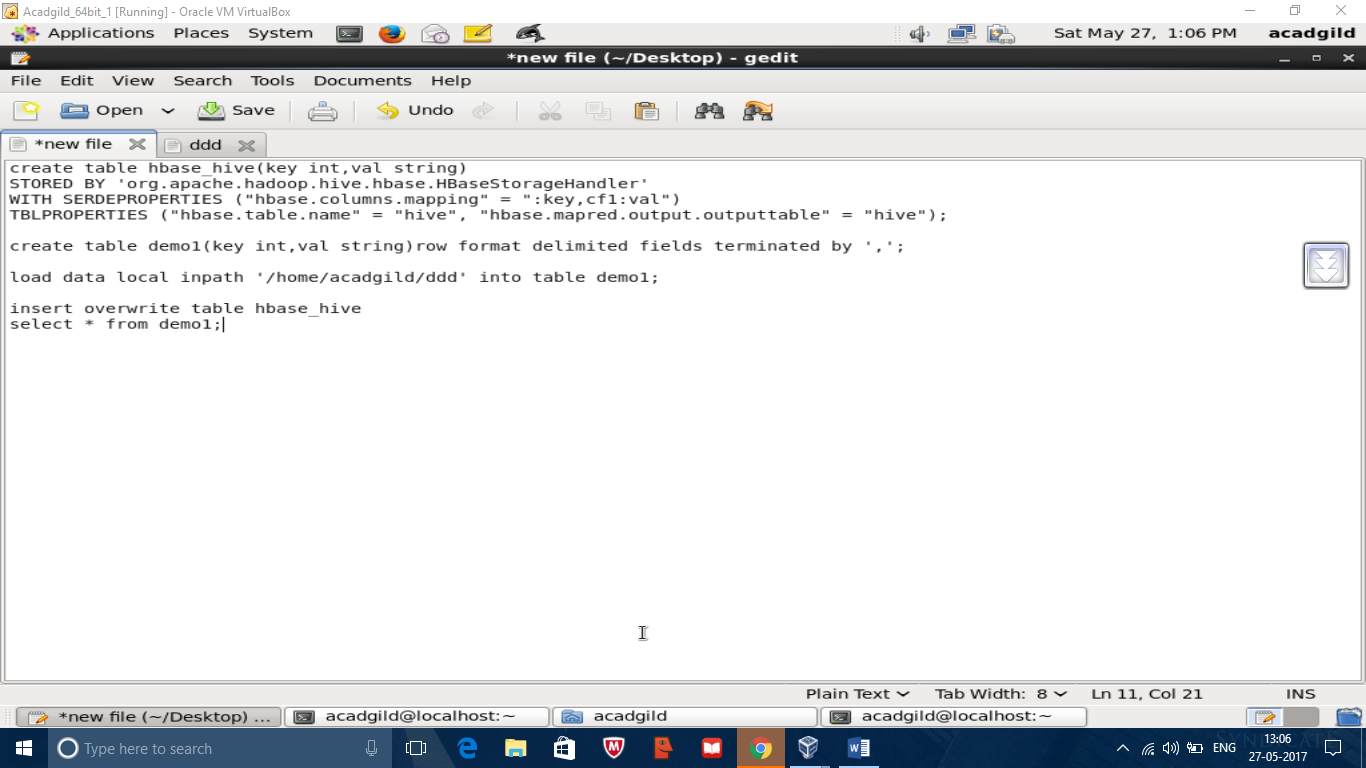 Acadgild_64bit_1 [Running] - Oracle VM VirtualBox
Applications Places System Sat May 27, 1:06 PM acadgild
*new file (~/Desktop) - gedit
File Edit View Search Tools Documents Help
Open Save Undo
*new file ddd
create table hbase_hive(key int,val string)
STORED BY 'org.apache.hadoop.hive.hbase.HBaseStorageHandler'
WITH SERDEPROPERTIES ("hbase.columns.mapping" = ":key,cf1:val")
TBLPROPERTIES ("hbase.table.name" = "hive", "hbase.mapred.output.outputtable" = "hive");
create table demo1(key int,val string)row format delimited fields terminated by ',';
load data local inpath '/home/acadgild/ddd' into table demo1;
insert overwrite table hbase_hive
select * from demo1;
Plain Text Tab Width: 8 Ln 11, Col 21 INS
*new file (~/Desktop) ... acadgild@localhost:~ acadgild acadgild@localhost:~
Type here to search ENG 13:06
27-05-2017